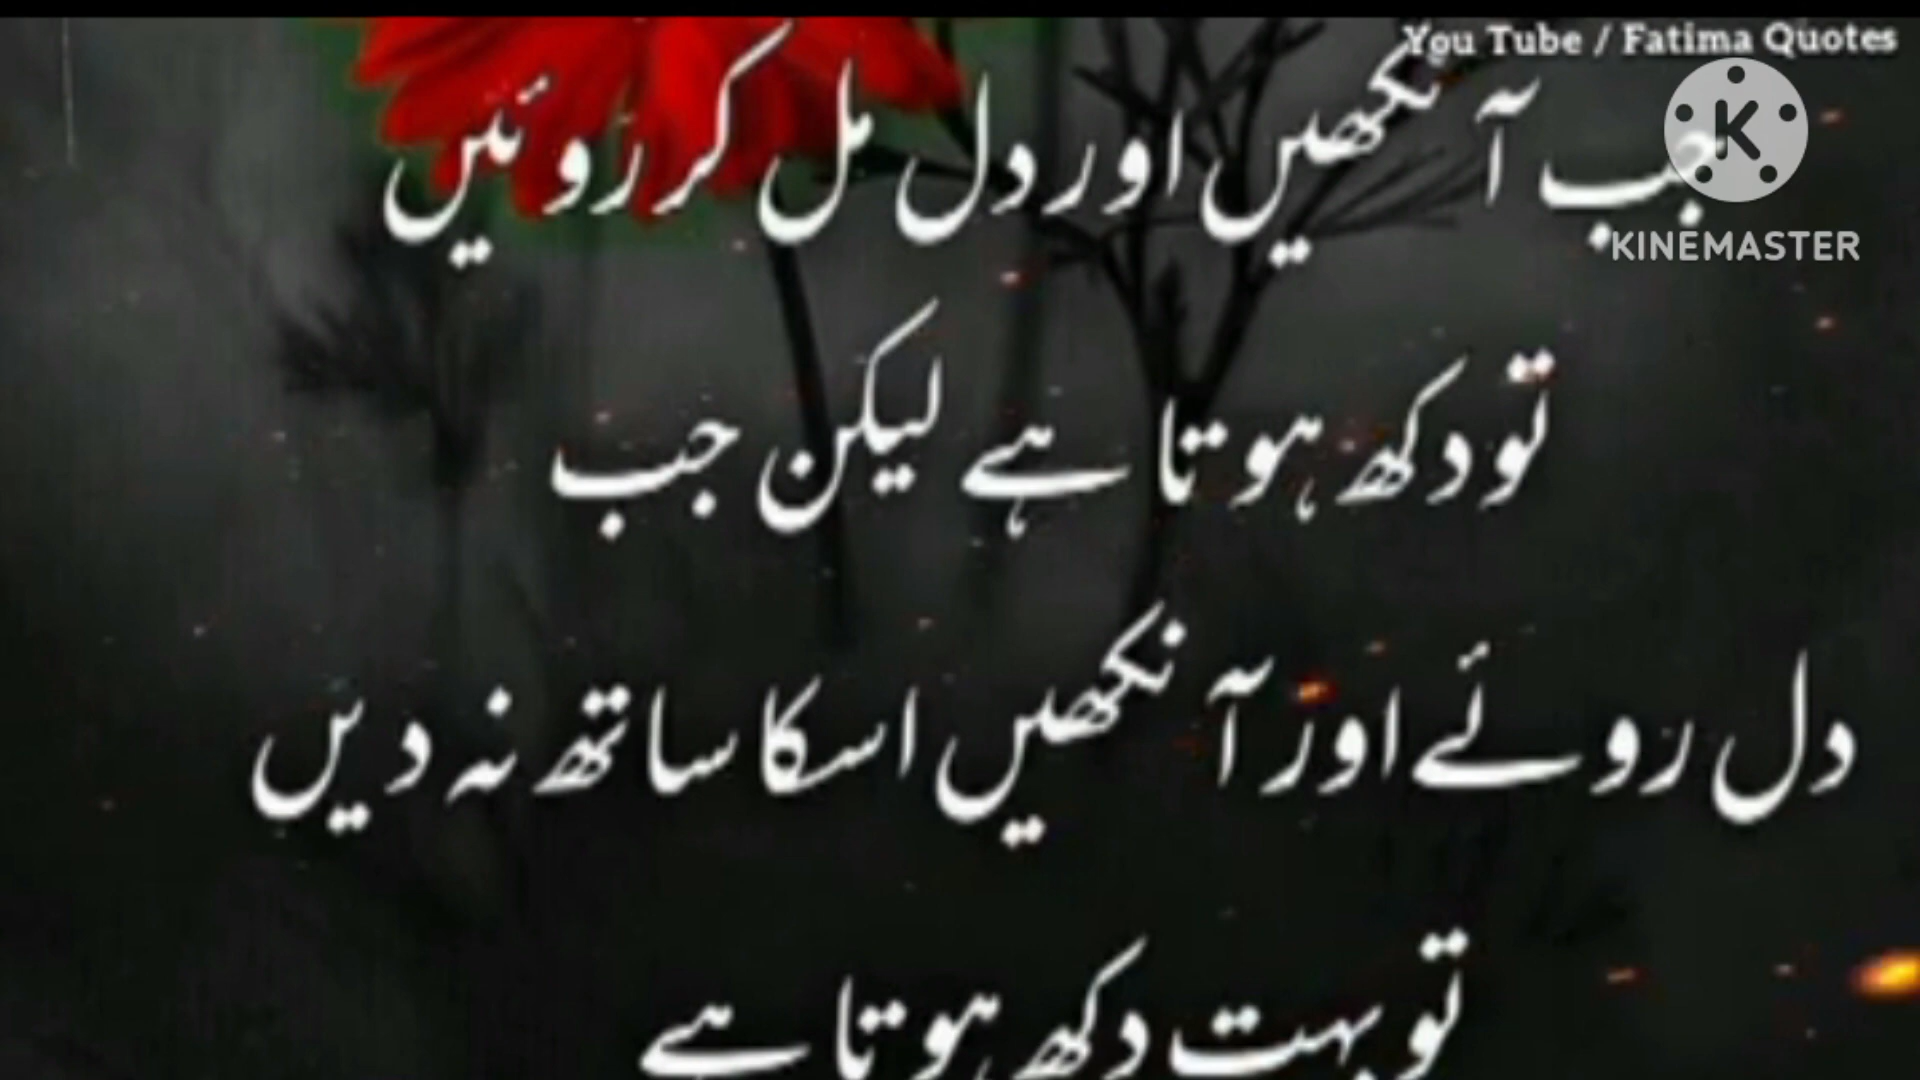 You Tube / Fatima Quotes
جب آنکھیں اور دل مل کر روئیں
KINEMASTER
تو دکھ ہوتا ہے لیکن جب
دل روئے اور آنکھیں اسکا ساتھ نہ دیں
تو بہت دکھ ہوتا ہے